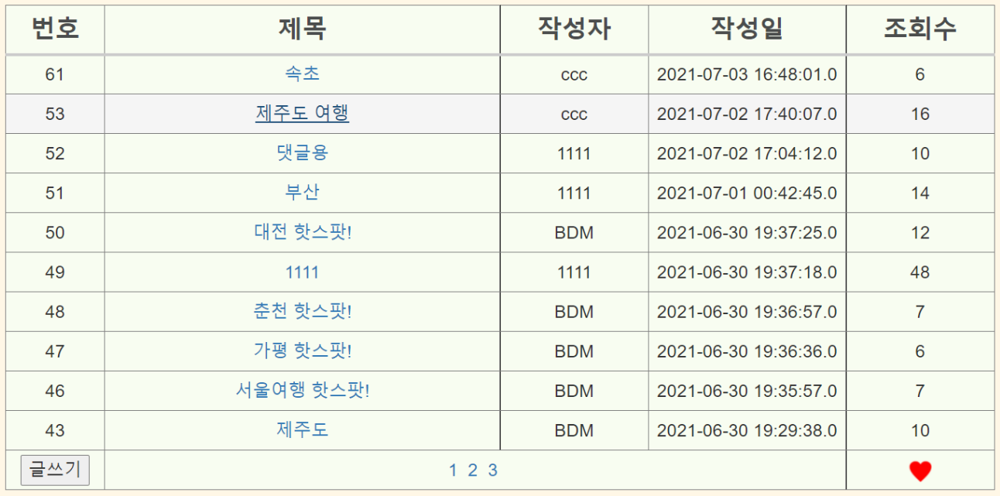 번호 제목 작성자 작성일 조회수
61 속초 ccc 2021-07-03 16:48:01.0 6
53 제주도 여행 ccc 2021-07-02 17:40:07.0 16
52 댓글용 1111 2021-07-02 17:04:12.0 10
51 부산 1111 2021-07-01 00:42:45.0 14
50 대전 핫스팟! BDM 2021-06-30 19:37:25.0 12
49 1111 1111 2021-06-30 19:37:18.0 48
48 춘천 핫스팟! BDM 2021-06-30 19:36:57.0 7
47 가평 핫스팟! BDM 2021-06-30 19:36:36.0 6
46 서울여행 핫스팟! BDM 2021-06-30 19:35:57.0 7
43 제주도 BDM 2021-06-30 19:29:38.0 10
글쓰기 1 2 3